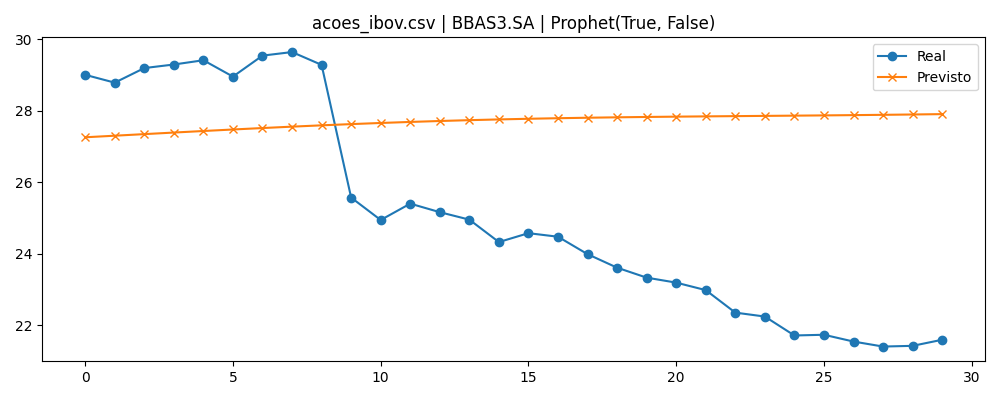 acoes_ibov.csv | BBAS3.SA | Prophet(True, False)
Real
Previsto
30
28
26
24
22
0 5 10 15 20 25 30